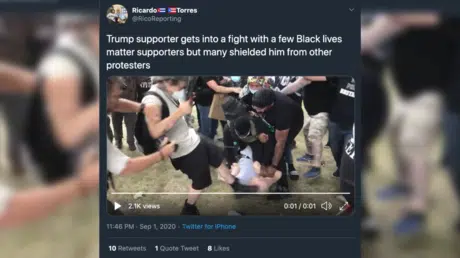 Ricardo🇨🇺🇵🇷Torres
@RicoReporting
Trump supporter gets into a fight with a few Black lives
matter supporters but many shielded him from other
protesters
2.1K views
0:01 / 0:01
11:46 PM · Sep 1, 2020 · Twitter for iPhone
10 Retweets 1 Quote Tweet 8 Likes